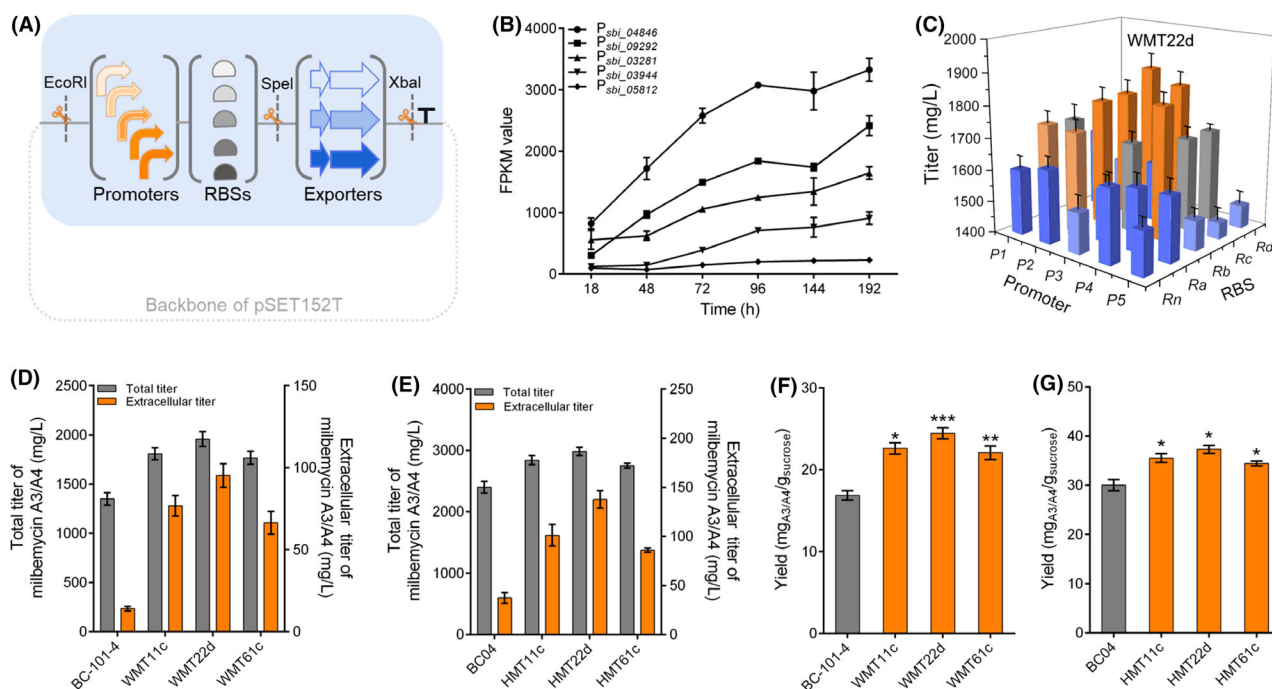 (A)
EcoRI
SpeI
XbaI
T
Promoters
RBSs
Exporters
Backbone of pSET152T
(B)
4000
3000
2000
1000
0
FPKM value
18 48 72 96 144 192
Time (h)
Psbi_04846
Psbi_09292
Psbi_03281
Psbi_03944
Psbi_05812
(C)
WMT22d
2000
1900
1800
1700
1600
1500
1400
Titer (mg/L)
P1 P2 P3 P4 P5
Promoter
Rn Ra Rb Rc Rd
RBS
(D)
Total titer
Extracellular titer
2500
2000
1500
1000
500
0
Total titer of
milbemycin A3/A4 (mg/L)
150
100
50
0
Extracellular titer of
milbemycin A3/A4 (mg/L)
BC-101-4 WMT11c WMT22d WMT61c
(E)
Total titer
Extracellular titer
4000
3000
2000
1000
0
Total titer of
milbemycin A3/A4 (mg/L)
250
200
150
100
50
0
Extracellular titer of
milbemycin A3/A4 (mg/L)
BC04 HMT11c HMT22d HMT61c
(F)
30
20
10
0
Yield (mgA3/A4/gsucrose)
* *** **
BC-101-4 WMT11c WMT22d WMT61c
(G)
50
40
30
20
10
0
Yield (mgA3/A4/gsucrose)
* * *
BC04 HMT11c HMT22d HMT61c